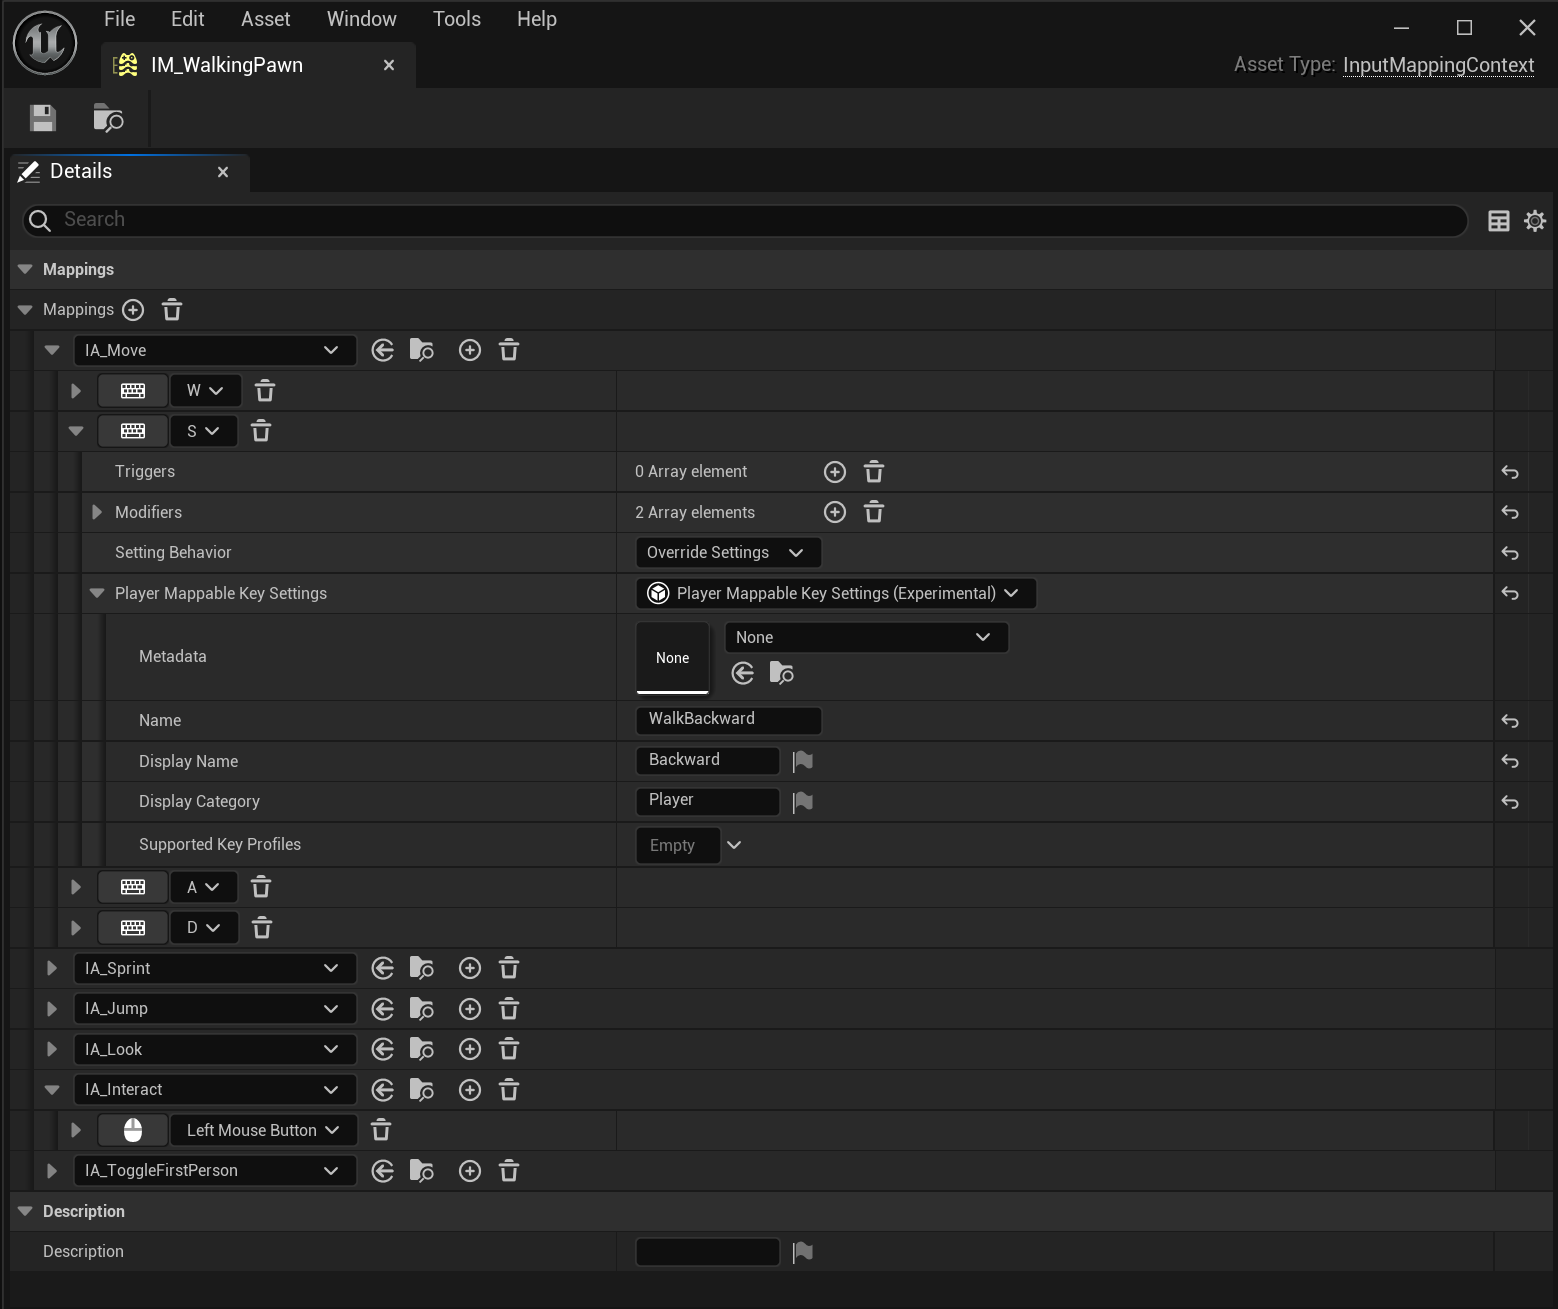 File Edit Asset Window Tools Help
IM_WalkingPawn
Asset Type: InputMappingContext
Details
Search
Mappings
Mappings
IA_Move
W
S
Triggers 0 Array element
Modifiers 2 Array elements
Setting Behavior Override Settings
Player Mappable Key Settings Player Mappable Key Settings (Experimental)
Metadata None None
Name WalkBackward
Display Name Backward
Display Category Player
Supported Key Profiles Empty
A
D
IA_Sprint
IA_Jump
IA_Look
IA_Interact
Left Mouse Button
IA_ToggleFirstPerson
Description
Description